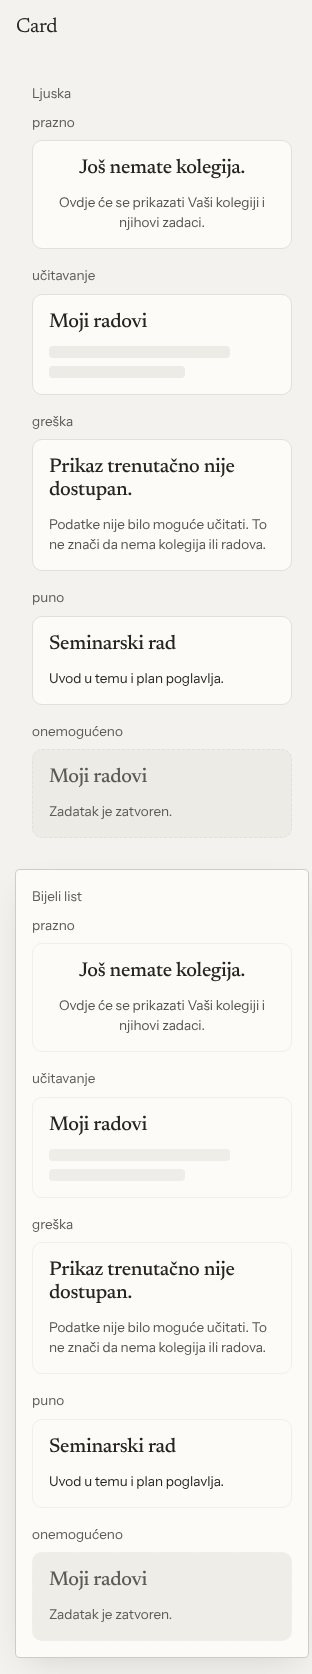 Card
Ljuska
prazno
Još nemate kolegija.
Ovdje će se prikazati Vaši kolegiji i
njihovi zadaci.
učitavanje
Moji radovi
greška
Prikaz trenutačno nije
dostupan.
Podatke nije bilo moguće učitati. To
ne znači da nema kolegija ili radova.
puno
Seminarski rad
Uvod u temu i plan poglavlja.
onemogućeno
Moji radovi
Zadatak je zatvoren.
Bijeli list
prazno
Još nemate kolegija.
Ovdje će se prikazati Vaši kolegiji i
njihovi zadaci.
učitavanje
Moji radovi
greška
Prikaz trenutačno nije
dostupan.
Podatke nije bilo moguće učitati. To
ne znači da nema kolegija ili radova.
puno
Seminarski rad
Uvod u temu i plan poglavlja.
onemogućeno
Moji radovi
Zadatak je zatvoren.